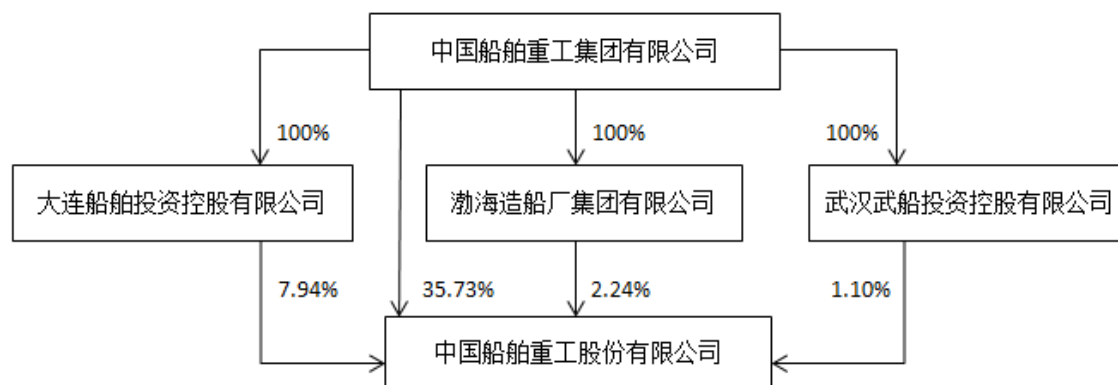 中国船舶重工集团有限公司
100%
100%
100%
大连船舶投资控股有限公司
渤海造船厂集团有限公司
武汉武船投资控股有限公司
7.94%
35.73%
2.24%
1.10%
中国船舶重工股份有限公司